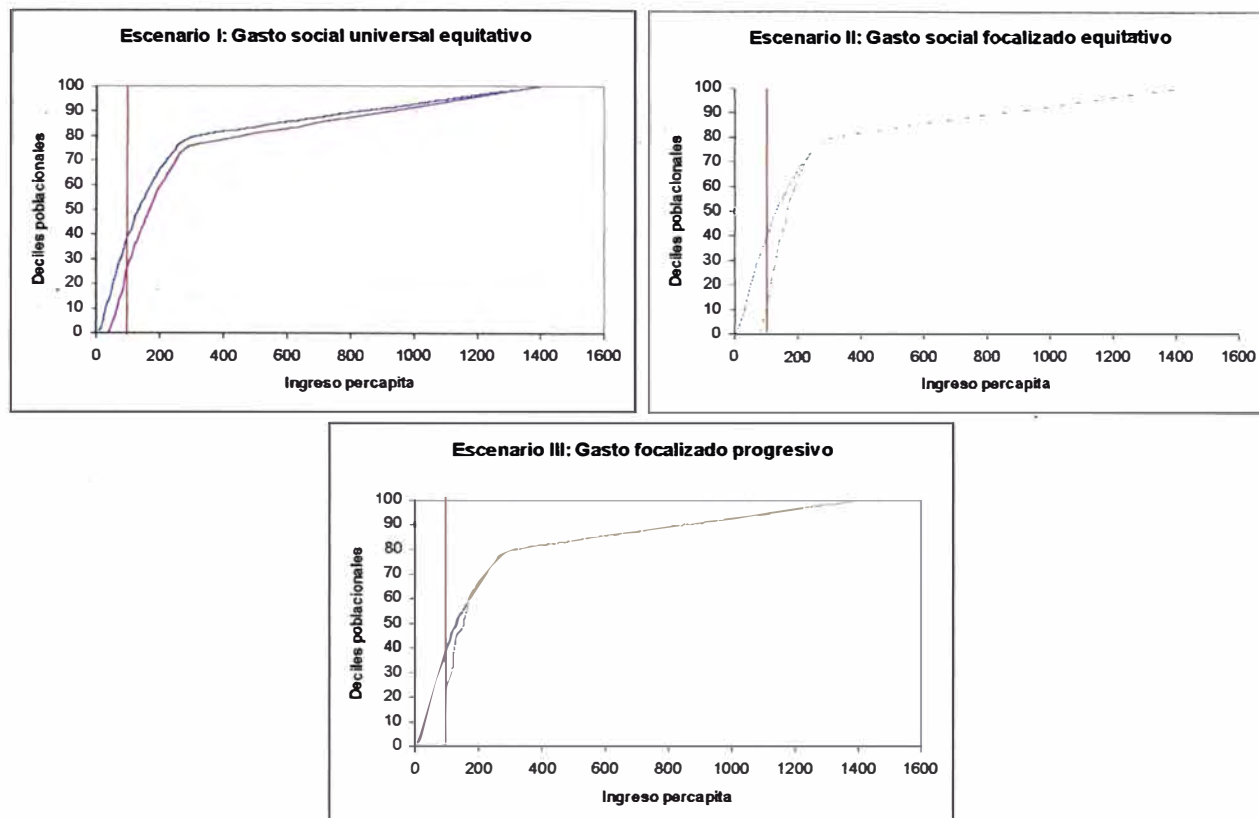 Escenario I: Gasto social universal equitativo
Deciles poblacionales
100
90
80
70
60
50
40
30
20
10
0
0 200 400 600 800 1000 1200 1400 1600
Ingreso percapita
Escenario II: Gasto social focalizado equitativo
Deciles poblacionales
100
90
80
70
60
50
40
30
20
10
0
0 200 400 600 800 1000 1200 1400 1600
Ingreso percapita
Escenario III: Gasto focalizado progresivo
Deciles poblacionales
100
90
80
70
60
50
40
30
20
10
0
0 200 400 600 800 1000 1200 1400 1600
Ingreso percapita